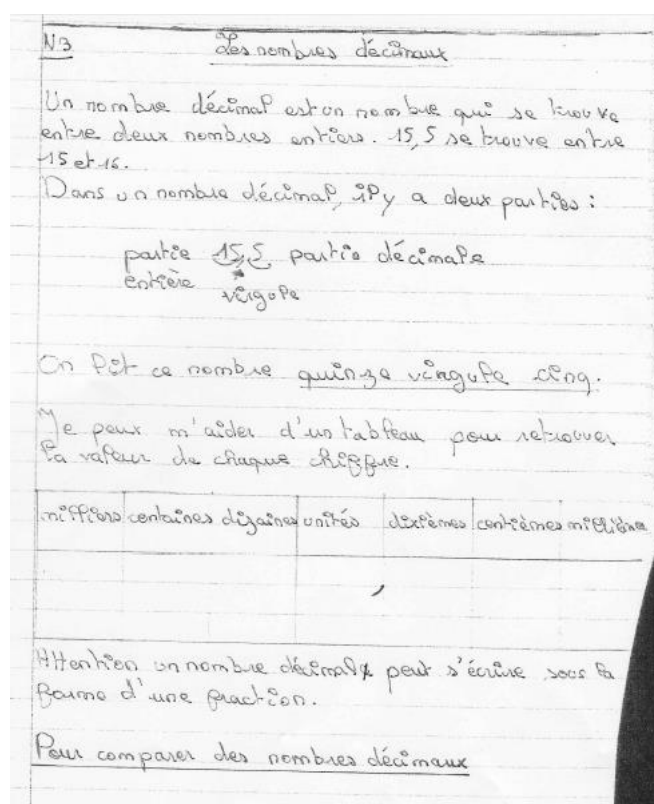 N3 Les nombres décimaux
Un nombre décimal est un nombre qui se trouve
entre deux nombres entiers. 15,5 se trouve entre
15 et 16.
Dans un nombre décimal, il y a deux parties :
partie 15,5 partie décimale
entière virgule
On lit ce nombre quinze virgule cinq.
Je peux m'aider d'un tableau pour retrouver
la valeur de chaque chiffre.
milliers centaines dizaines unités dixièmes centièmes millième
,
Attention un nombre décimal peut s'écrire sous la
forme d'une fraction.
Pour comparer des nombres décimaux